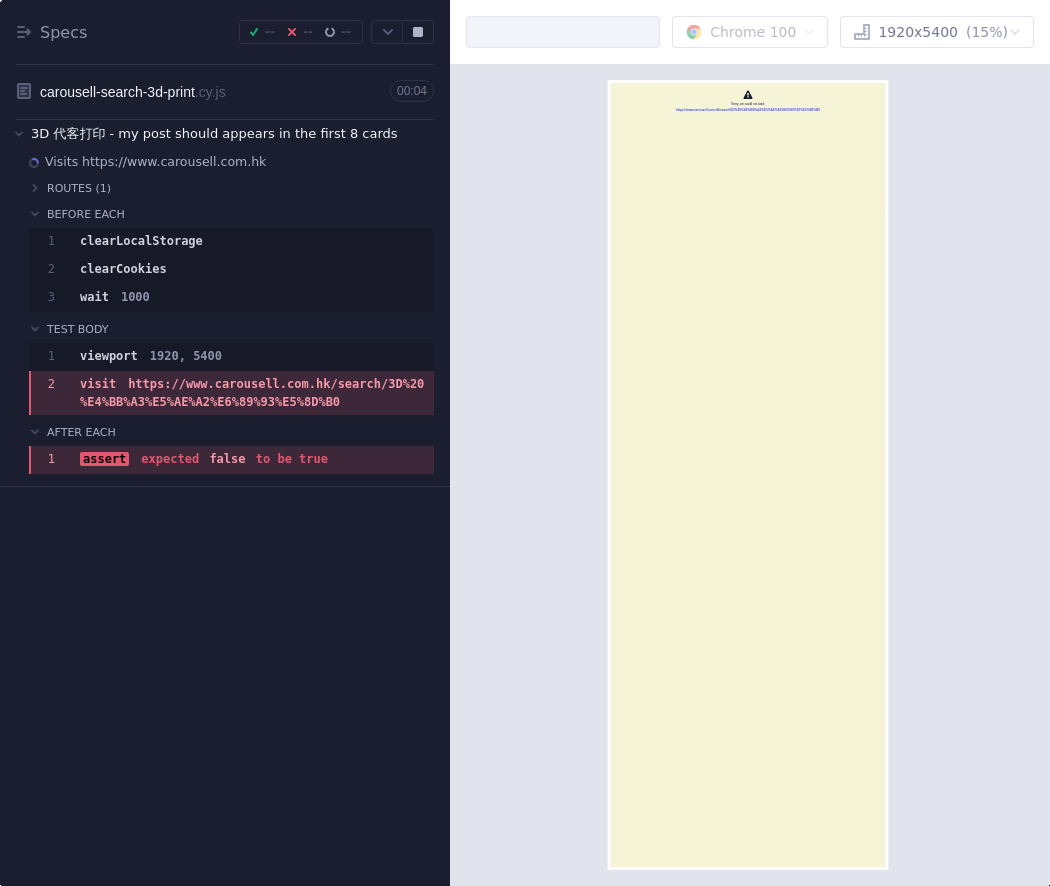 Specs
-- -- --
carousell-search-3d-print.cy.js
00:04
3D 代客打印 - my post should appears in the first 8 cards
Visits https://www.carousell.com.hk
ROUTES (1)
BEFORE EACH
1 clearLocalStorage
2 clearCookies
3 wait 1000
TEST BODY
1 viewport 1920, 5400
2 visit https://www.carousell.com.hk/search/3D%20
%E4%BB%A3%E5%AE%A2%E6%89%93%E5%8D%B0
AFTER EACH
1 assert expected false to be true
Chrome 100
1920x5400 (15%)
Sorry, we could not load: